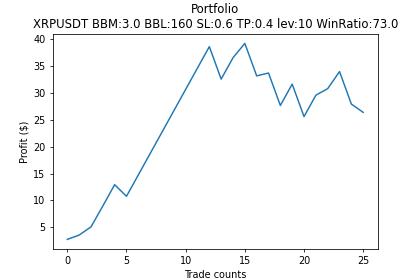 Portfolio
XRPUSDT BBM:3.0 BBL:160 SL:0.6 TP:0.4 lev:10 WinRatio:73.0
40
35
30
25
20
15
10
5
Profit ($)
0 5 10 15 20 25
Trade counts